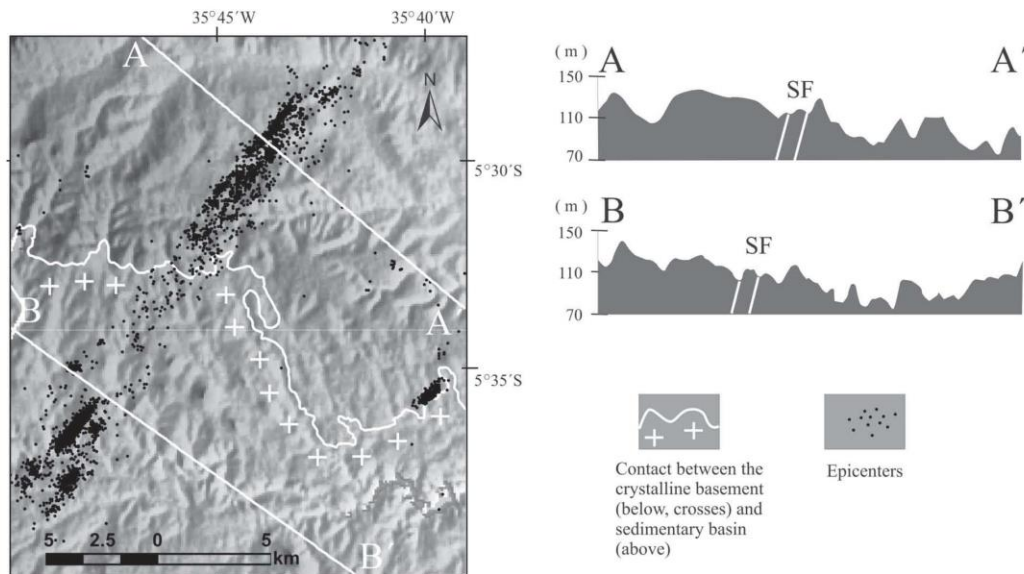 35°45´W
35°40´W
A
N
5°30´S
B
A
5°35´S
B
5·· 2.5 0 5
km
(m)
A
A´
150
SF
110
70
(m)
B
B´
150
SF
110
70
Contact between the
crystalline basement
(below, crosses) and
sedimentary basin
(above)
Epicenters